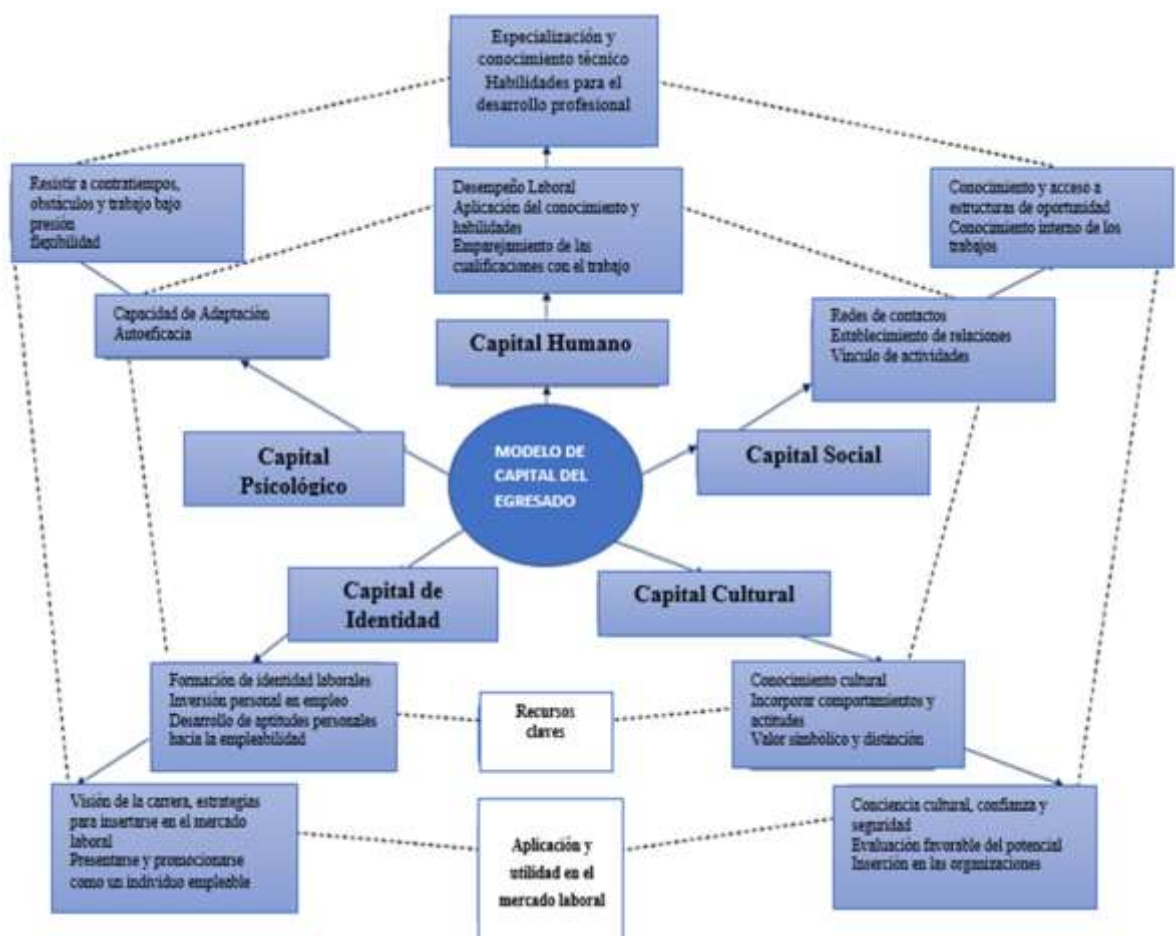 Especialización y
conocimiento técnico
Habilidades para el
desarrollo profesional
Resistir a contratiempos,
obstáculos y trabajo bajo
presión
flexibilidad
Desempeño Laboral
Aplicación del conocimiento y
habilidades
Emparejamiento de las
cualificaciones con el trabajo
Conocimiento y acceso a
estructuras de oportunidad
Conocimiento interno de los
trabajos
Capacidad de Adaptación
Autoeficacia
Redes de contactos
Establecimiento de relaciones
Vinculo de actividades
Capital Humano
Capital
Psicológico
MODELO DE
CAPITAL DEL
EGRESADO
Capital Social
Capital de
Identidad
Capital Cultural
Formación de identidad laborales
Inversión personal en empleo
Desarrollo de aptitudes personales
hacia la empleabilidad
Recursos
claves
Conocimiento cultural
Incorporar comportamientos y
actitudes
Valor simbólico y distinción
Visión de la carrera, estrategias
para insertarse en el mercado
laboral
Presentarse y promocionarse
como un individuo empleable
Aplicación y
utilidad en el
mercado laboral
Conciencia cultural, confianza y
seguridad
Evaluación favorable del potencial
Inserción en las organizaciones